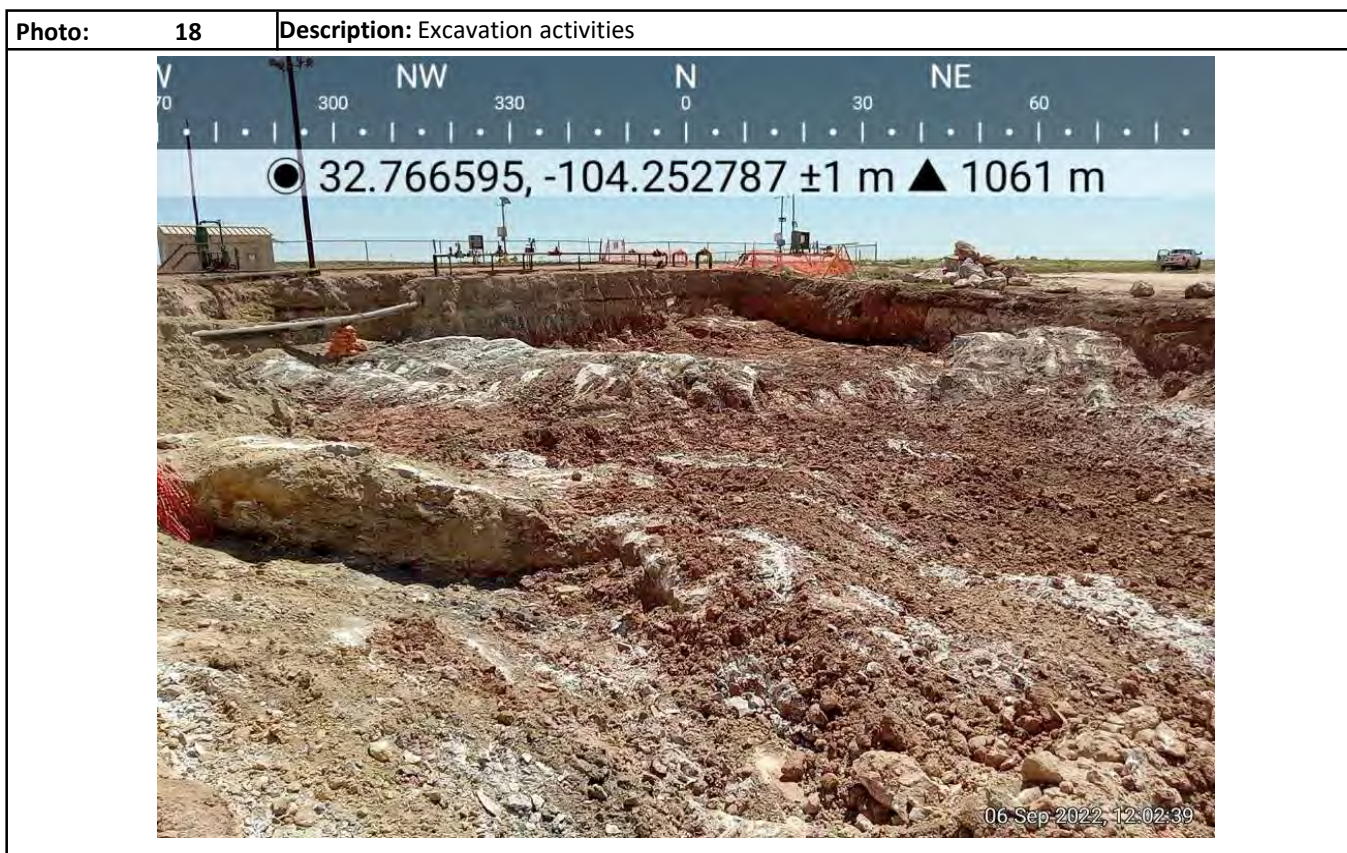 Photo: 18 Description: Excavation activities
W NW N NE
70 300 330 0 30 60
32.766595, -104.252787 ±1 m ▲ 1061 m
06 Sep 2022, 12:02:39